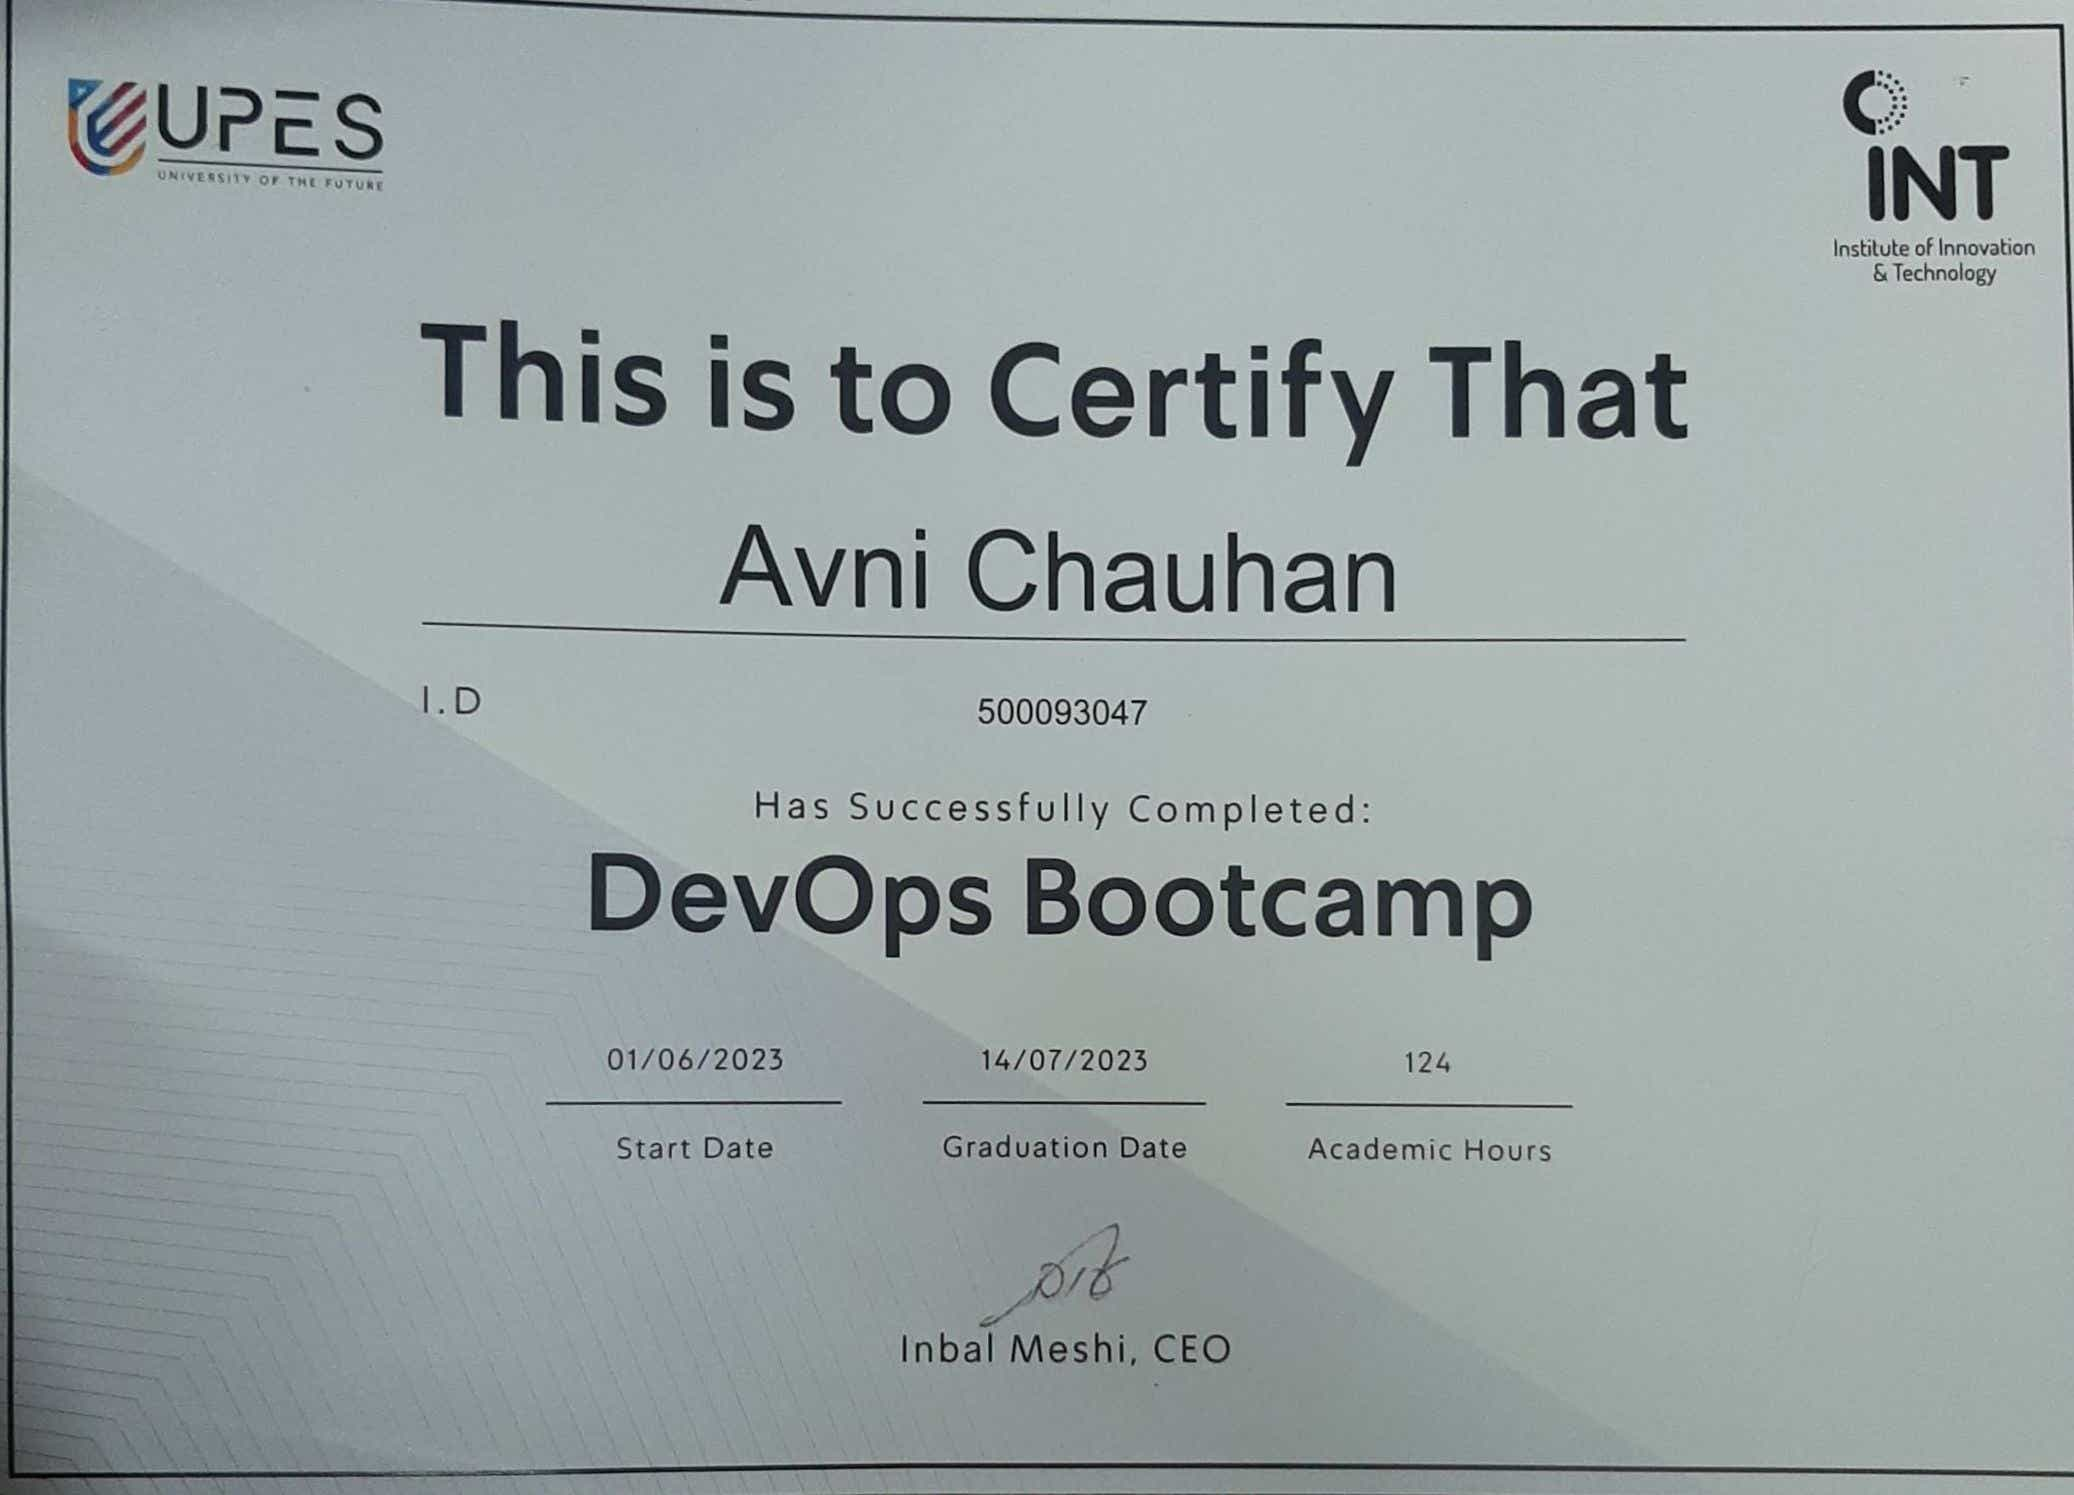 UPES
UNIVERSITY OF THE FUTURE
INT
Institute of Innovation
& Technology
This is to Certify That
Avni Chauhan
I.D 500093047
Has Successfully Completed:
DevOps Bootcamp
01/06/2023 14/07/2023 124
Start Date Graduation Date Academic Hours
Inbal Meshi, CEO